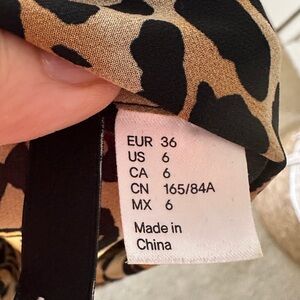 EUR 36
US 6
CA 6
CN 165/84A
MX 6
Made in
China